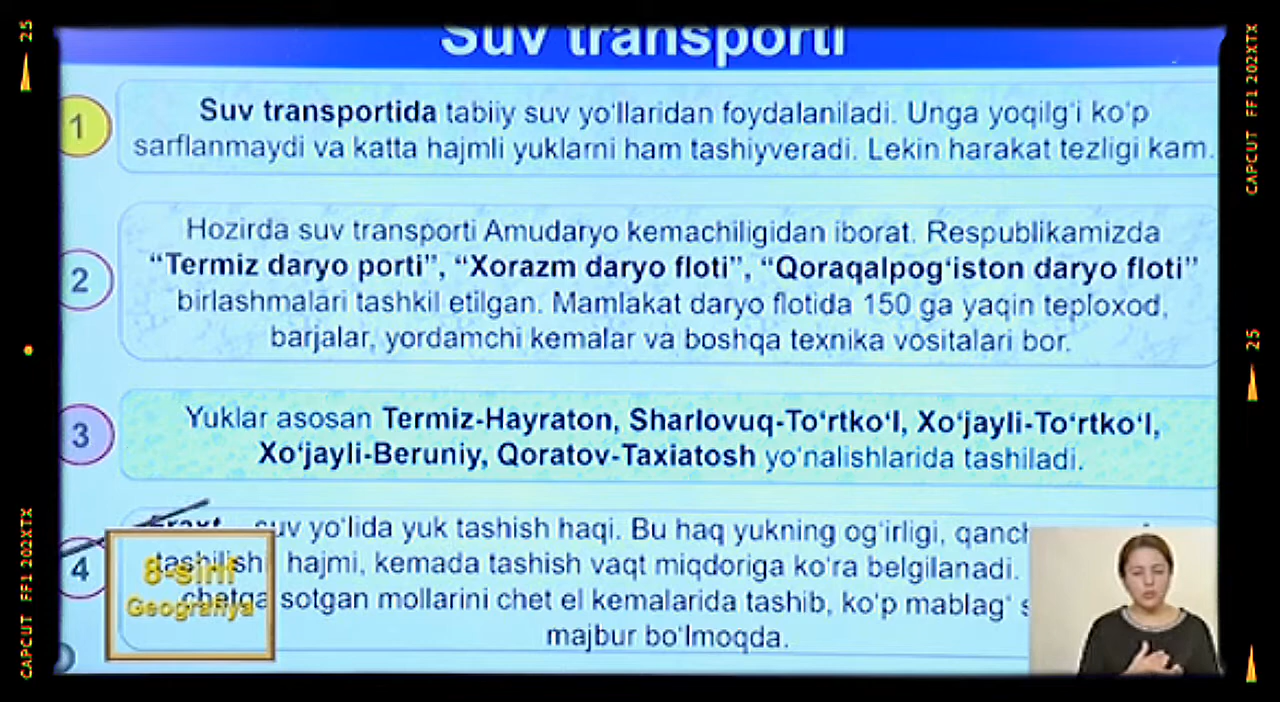 Suv transporti
1
Suv transportida tabiiy suv yo‘llaridan foydalaniladi. Unga yoqilg‘i ko‘p
sarflanmaydi va katta hajmli yuklarni ham tashiyveradi. Lekin harakat tezligi kam.
2
Hozirda suv transporti Amudaryo kemachiligidan iborat. Respublikamizda
“Termiz daryo porti”, “Xorazm daryo floti”, “Qoraqalpog‘iston daryo floti”
birlashmalari tashkil etilgan. Mamlakat daryo flotida 150 ga yaqin teploxod,
barjalar, yordamchi kemalar va boshqa texnika vositalari bor.
3
Yuklar asosan Termiz-Hayraton, Sharlovuq-To‘rtko‘l, Xo‘jayli-To‘rtko‘l,
Xo‘jayli-Beruniy, Qoratov-Taxiatosh yo‘nalishlarida tashiladi.
4
suv yo‘lida yuk tashish haqi. Bu haq yukning og‘irligi,
tashilishi hajmi, kemada tashish vaqt miqdoriga ko‘ra belgilanadi.
chetga sotgan mollarini chet el kemalarida tashib, ko‘p mablag‘
majbur bo‘lmoqda.
8-sinf
Geografiya
25
CAPCUT FF1 202XTX
CAPCUT FF1 202XTX
25